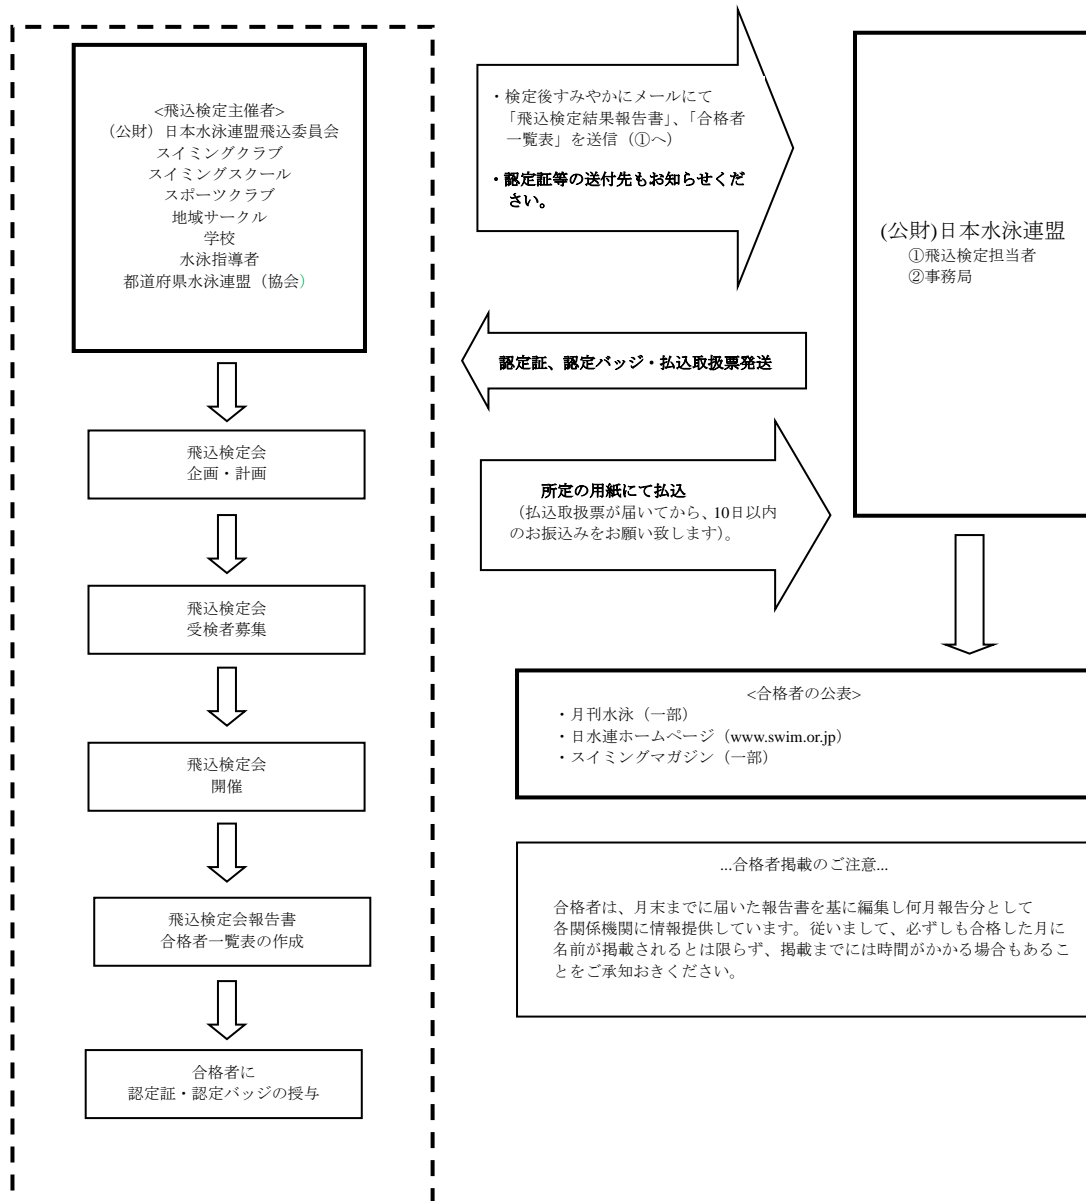 <飛込検定主催者>
（公財）日本水泳連盟飛込委員会
スイミングクラブ
スイミングスクール
スポーツクラブ
地域サークル
学校
水泳指導者
都道府県水泳連盟（協会）
飛込検定会
企画・計画
飛込検定会
受検者募集
飛込検定会
開催
飛込検定会報告書
合格者一覧表の作成
合格者に
認定証・認定バッジの授与
・検定後すみやかにメールにて
「飛込検定結果報告書」、「合格者
一覧表」を送信（①へ）
・認定証等の送付先もお知らせくだ
さい。
認定証、認定バッジ・払込取扱票発送
所定の用紙にて払込
（払込取扱票が届いてから、10日以内
のお振込みをお願い致します）。
(公財)日本水泳連盟
①飛込検定担当者
②事務局
<合格者の公表>
・月刊水泳（一部）
・日水連ホームページ（www.swim.or.jp）
・スイミングマガジン（一部）
...合格者掲載のご注意...
合格者は、月末までに届いた報告書を基に編集し何月報告分として
各関係機関に情報提供しています。従いまして、必ずしも合格した月に
名前が掲載されるとは限らず、掲載までには時間がかかる場合もあるこ
とをご承知おきください。